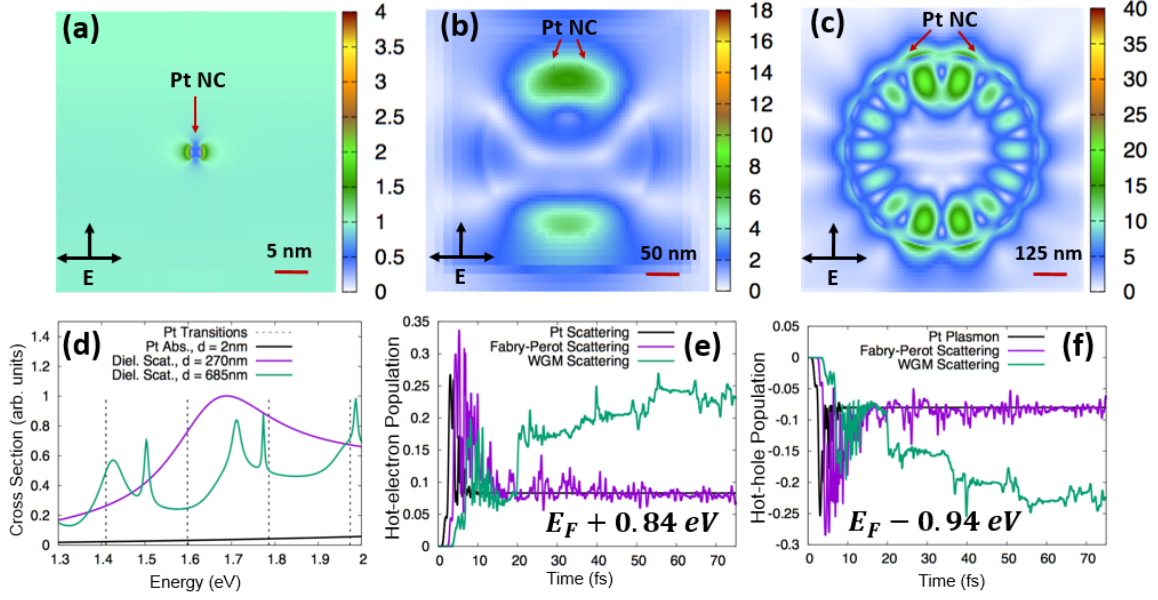 (a)
Pt NC
E
5 nm
4
3.5
3
2.5
2
1.5
1
0.5
0
(b)
Pt NC
E
50 nm
18
16
14
12
10
8
6
4
2
0
(c)
Pt NC
E
125 nm
40
35
30
25
20
15
10
5
0
(d)
Pt Transitions
Pt Abs., d = 2nm
Diel. Scat., d = 270nm
Diel. Scat., d = 685nm
Cross Section (arb. units)
1.4
1.2
1
0.8
0.6
0.4
0.2
0
1.3 1.4 1.5 1.6 1.7 1.8 1.9 2
Energy (eV)
(e)
Pt Scattering
Fabry-Perot Scattering
WGM Scattering
Hot-electron Population
0.35
0.3
0.25
0.2
0.15
0.1
0.05
0
E_F + 0.84 eV
0 10 20 30 40 50 60 70
Time (fs)
(f)
Pt Plasmon
Fabry-Perot Scattering
WGM Scattering
Hot-hole Population
0.05
0
-0.05
-0.1
-0.15
-0.2
-0.25
-0.3
E_F − 0.94 eV
0 10 20 30 40 50 60 70
Time (fs)